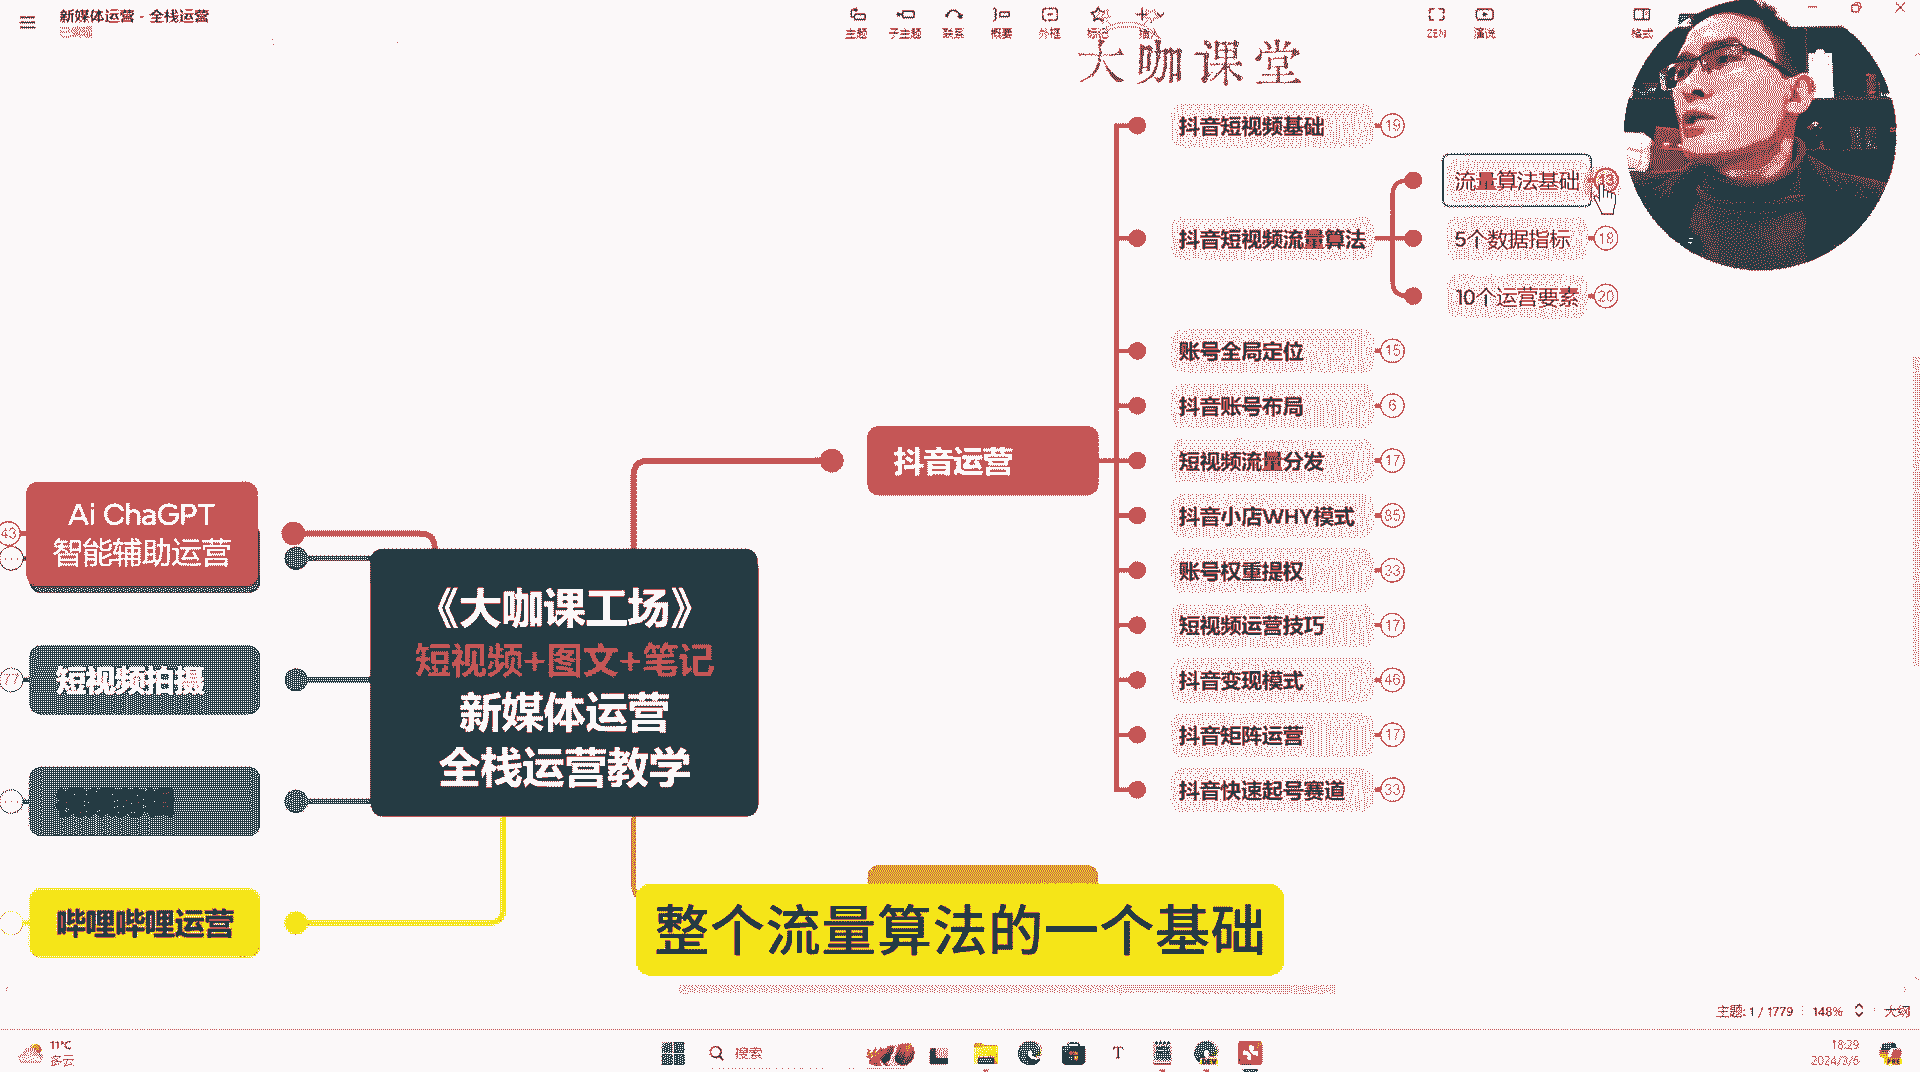 新媒体运营 - 全栈运营
主题
子主题
联系
概要
外框
标记
插入
ZEN
演说
格式
大咖课堂
抖音短视频基础
19
流量算法基础
13
抖音短视频流量算法
5个数据指标
18
10个运营要素
20
账号全局定位
15
抖音账号布局
6
抖音运营
短视频流量分发
17
抖音小店WHY模式
85
账号权重提权
33
短视频运营技巧
17
抖音变现模式
46
抖音矩阵运营
17
抖音快速起号赛道
33
Ai ChaGPT
智能辅助运营
43
《大咖课工场》
短视频+图文+笔记
新媒体运营
全栈运营教学
短视频拍摄
77
哔哩哔哩运营
整个流量算法的一个基础
主题: 1 / 1779
148%
大纲
11°C
多云
搜索
18:29
2024/3/6